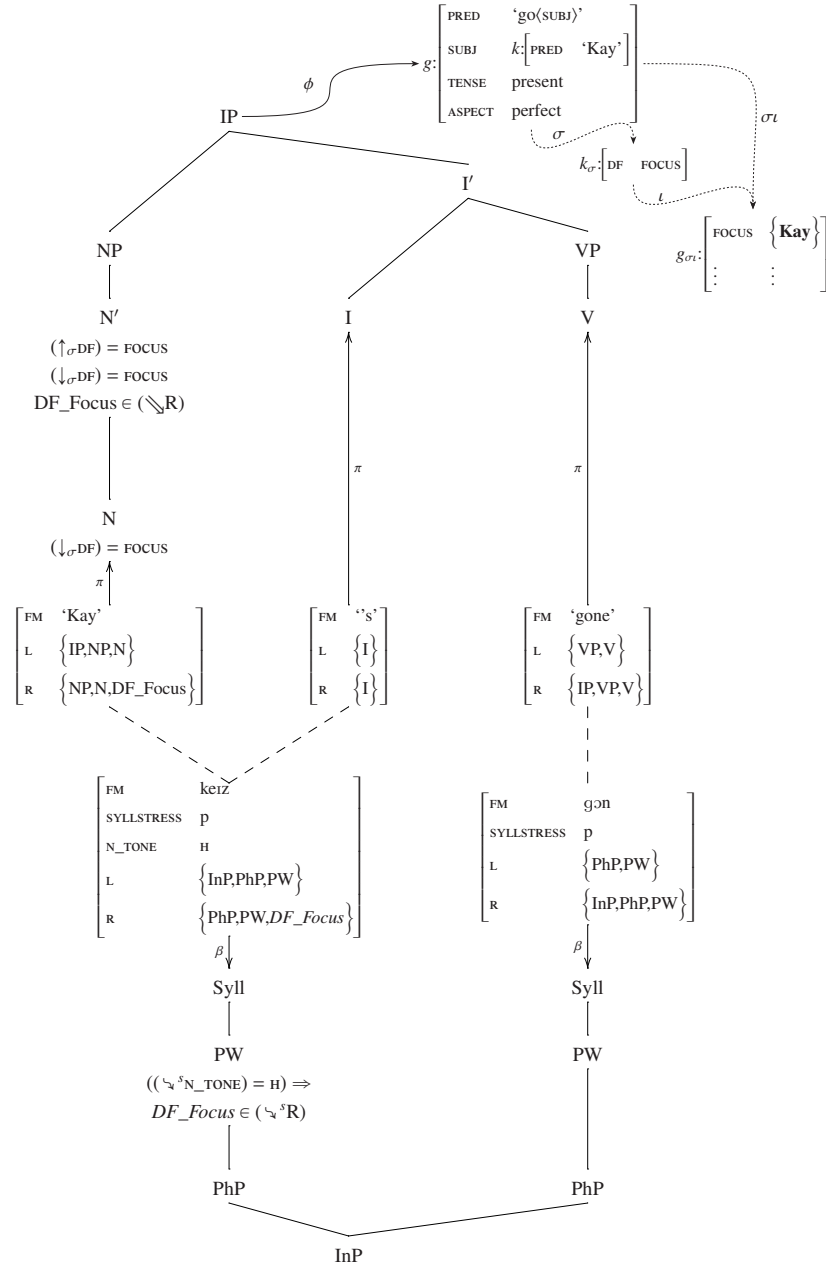 PRED ‘go⟨SUBJ⟩’
SUBJ k:[PRED ‘Kay’]
g:
TENSE present
ASPECT perfect
ϕ
IP
σ
σι
kσ:[DF FOCUS]
I′
ι
gσι:
FOCUS {Kay}
⋮ ⋮
NP
VP
N′
I
V
(↑σDF) = FOCUS
(↓σDF) = FOCUS
DF_Focus ∈ (⇘R)
π
π
N
(↓σDF) = FOCUS
π
FM ‘Kay’
L {IP,NP,N}
R {NP,N,DF_Focus}
FM ‘’s’
L {I}
R {I}
FM ‘gone’
L {VP,V}
R {IP,VP,V}
FM keɪz
SYLLSTRESS p
N_TONE H
L {InP,PhP,PW}
R {PhP,PW,DF_Focus}
FM gɔn
SYLLSTRESS p
L {PhP,PW}
R {InP,PhP,PW}
β
β
Syll
Syll
PW
PW
((⤥ˢN_TONE) = H) ⇒
DF_Focus ∈ (⤥ˢR)
PhP
PhP
InP